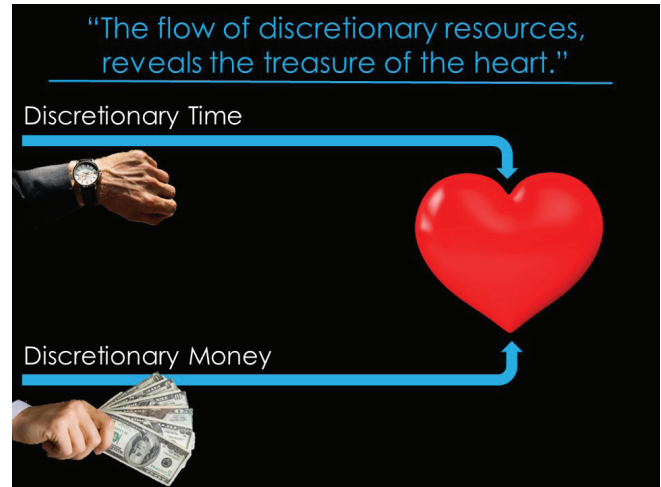 “The flow of discretionary resources,
reveals the treasure of the heart.”
Discretionary Time
Discretionary Money